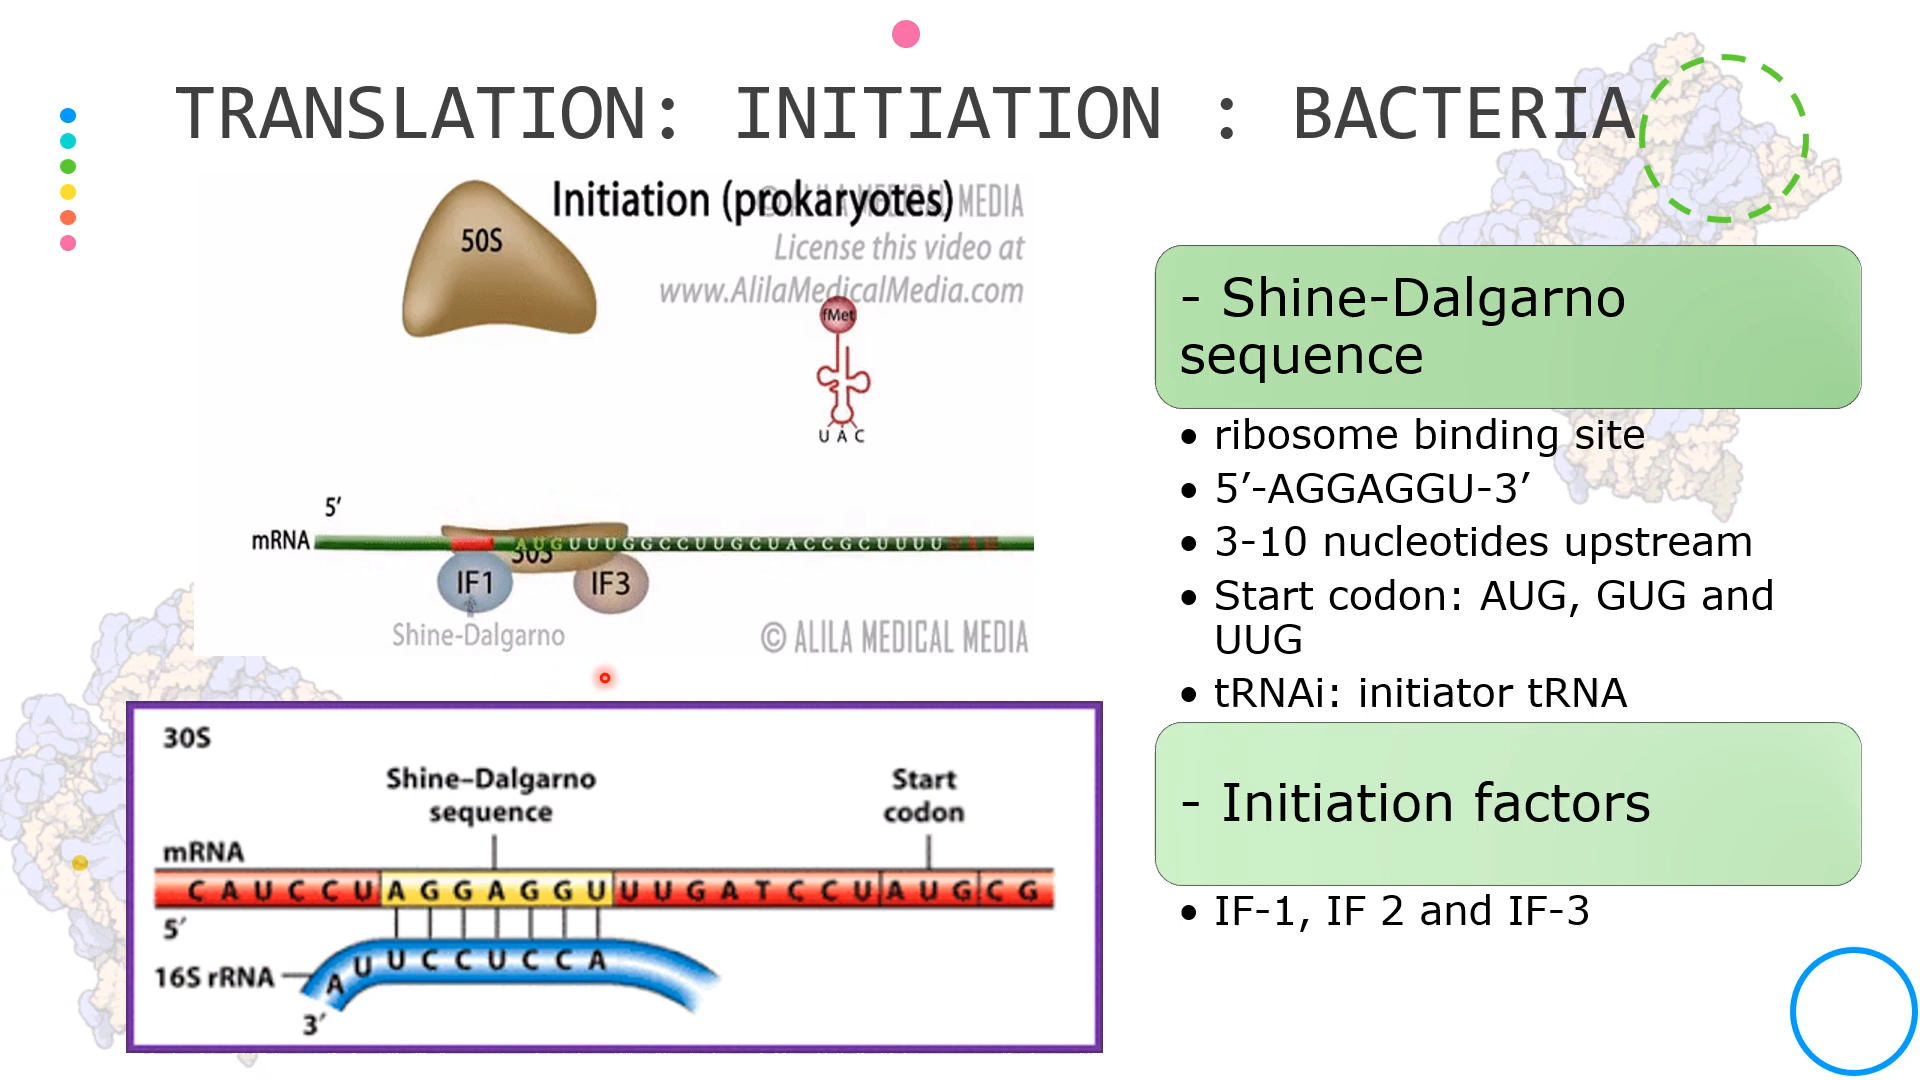 TRANSLATION: INITIATION : BACTERIA
Initiation (prokaryotes)
© ALILA MEDICAL MEDIA
License this video at
www.AlilaMedicalMedia.com
50S
fMet
U A C
5’
mRNA
A U G U U U G G C C U U G C U A C C G C U U U U
30S
IF1
IF3
Shine-Dalgarno
© ALILA MEDICAL MEDIA
30S
Shine–Dalgarno
sequence
Start
codon
mRNA
C A U C C U A G G A G G U U U G A T C C U A U G C G
5′
U U C C U C C A
16S rRNA
A
3′
- Shine-Dalgarno
sequence
• ribosome binding site
• 5’-AGGAGGU-3’
• 3-10 nucleotides upstream
• Start codon: AUG, GUG and
UUG
• tRNAi: initiator tRNA
- Initiation factors
• IF-1, IF 2 and IF-3